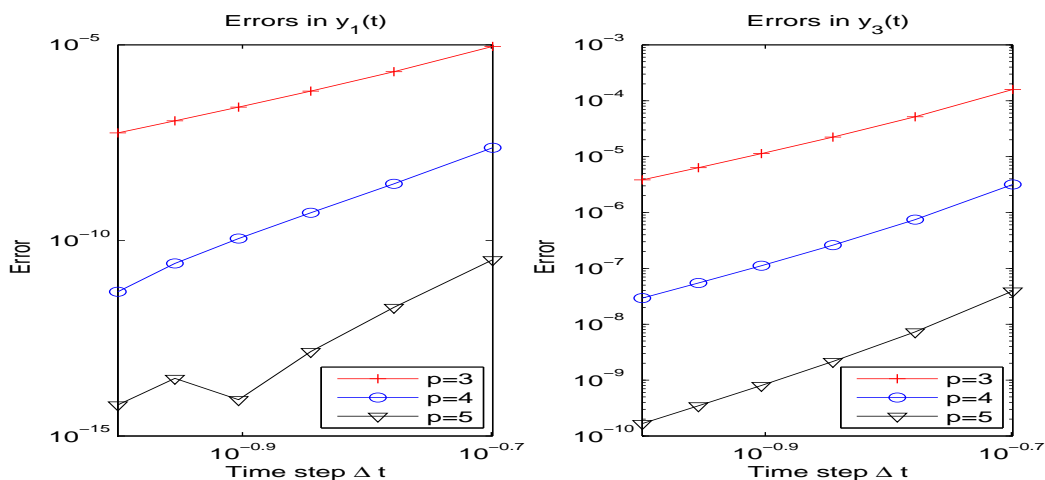 Errors in y_1(t)
10^-5
10^-10
10^-15
Error
p=3
p=4
p=5
10^-0.9
10^-0.7
Time step Δ t
Errors in y_3(t)
10^-3
10^-4
10^-5
10^-6
10^-7
10^-8
10^-9
10^-10
Error
p=3
p=4
p=5
10^-0.9
10^-0.7
Time step Δ t